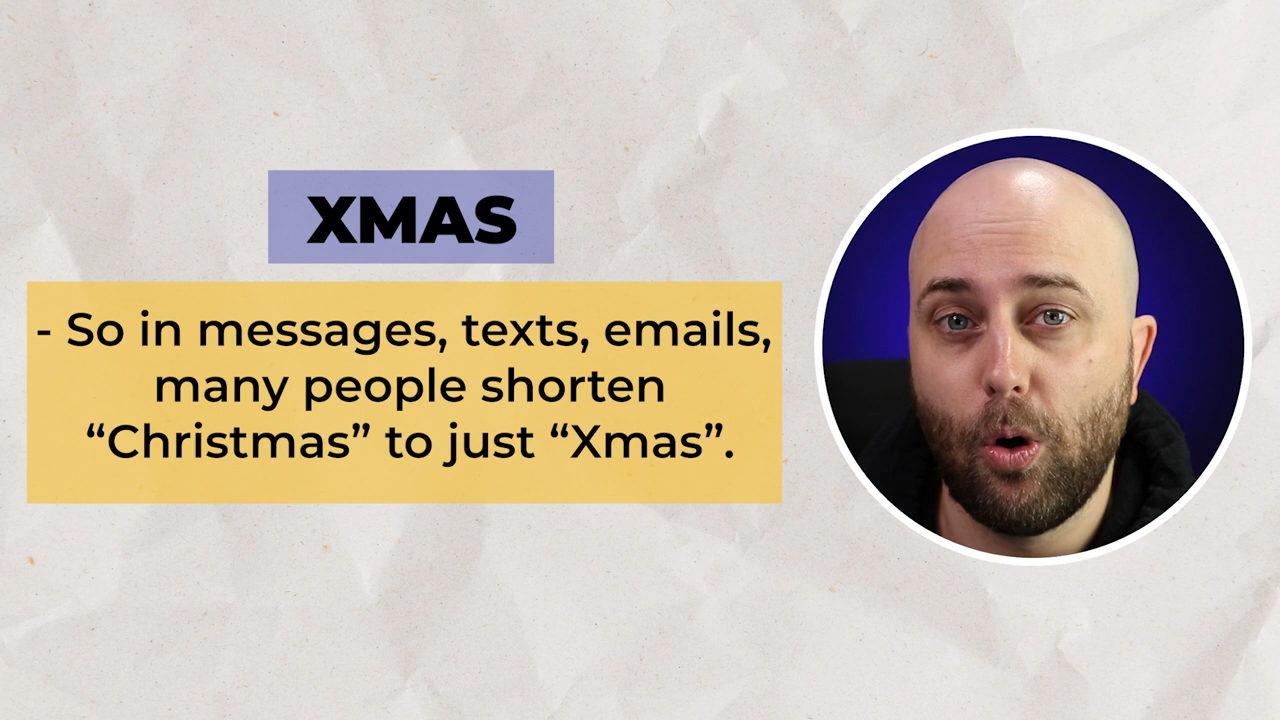 XMAS
- So in messages, texts, emails,
many people shorten
“Christmas” to just “Xmas”.